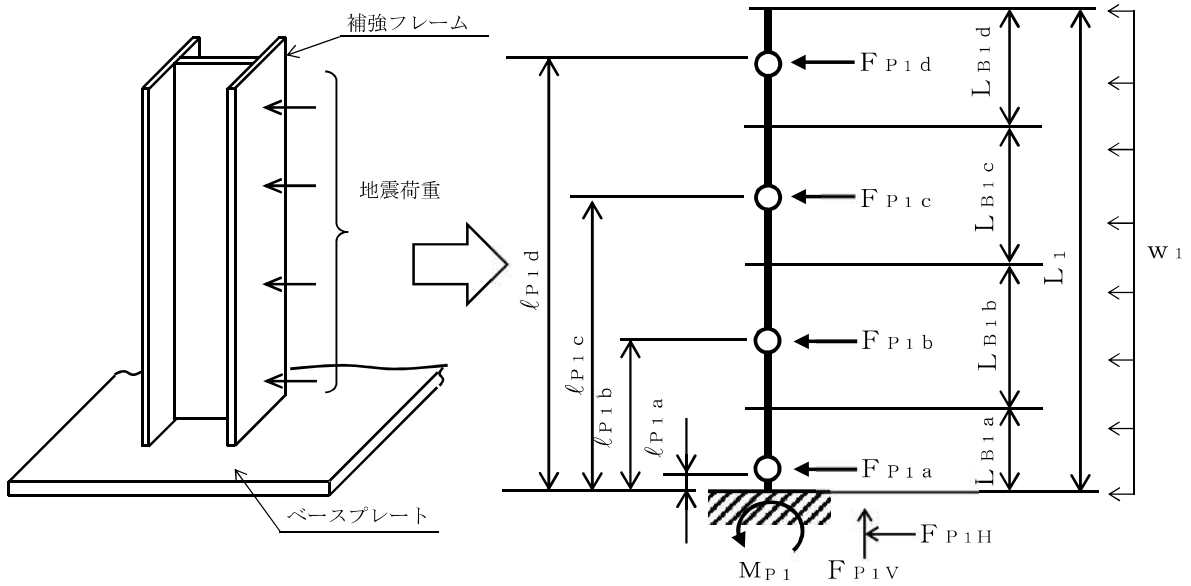 補強フレーム
地震荷重
ベースプレート
ℓP1d
ℓP1c
ℓP1b
ℓP1a
FP1d
FP1c
FP1b
FP1a
LB1d
LB1c
LB1b
LB1a
L1
w1
MP1
FP1H
FP1V